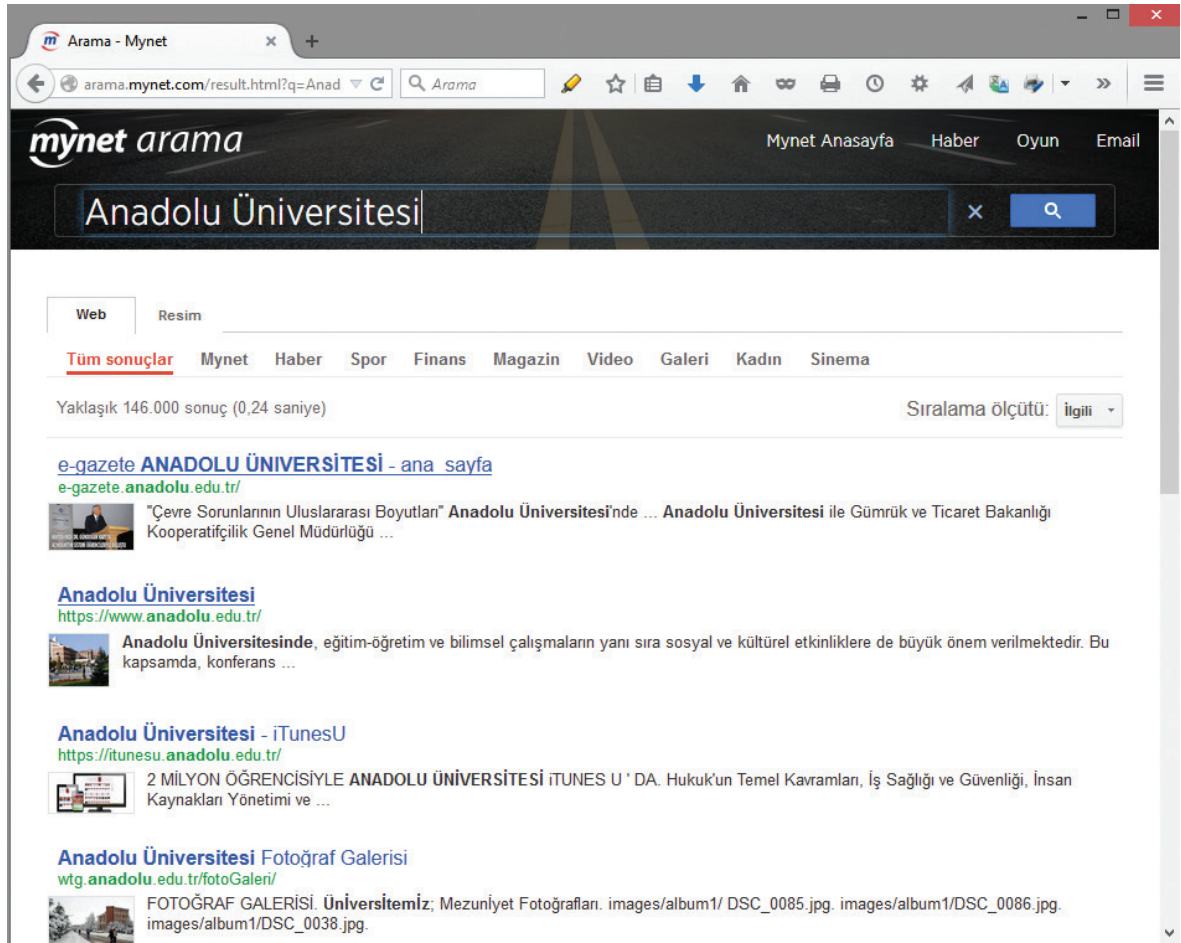 Arama - Mynet
arama.mynet.com/result.html?q=Anad
Arama
mynet arama
Mynet Anasayfa Haber Oyun Email
Anadolu Üniversitesi
Web Resim
Tüm sonuçlar Mynet Haber Spor Finans Magazin Video Galeri Kadın Sinema
Yaklaşık 146.000 sonuç (0,24 saniye)
Sıralama ölçütü: İlgili
e-gazete ANADOLU ÜNIVERSİTESİ - ana sayfa
e-gazete.anadolu.edu.tr/
"Çevre Sorunlarının Uluslararası Boyutları" Anadolu Üniversitesi'nde ... Anadolu Üniversitesi ile Gümrük ve Ticaret Bakanlığı
Kooperatifçilik Genel Müdürlüğü ...
Anadolu Üniversitesi
https://www.anadolu.edu.tr/
Anadolu Üniversitesinde, eğitim-öğretim ve bilimsel çalışmaların yanı sıra sosyal ve kültürel etkinliklere de büyük önem verilmektedir. Bu
kapsamda, konferans ...
Anadolu Üniversitesi - iTunesU
https://itunesu.anadolu.edu.tr/
2 MİLYON ÖĞRENCİSİYLE ANADOLU ÜNİVERSİTESİ iTUNES U ' DA. Hukuk'un Temel Kavramları, İş Sağlığı ve Güvenliği, İnsan
Kaynakları Yönetimi ve ...
Anadolu Üniversitesi Fotoğraf Galerisi
wtg.anadolu.edu.tr/fotoGaleri/
FOTOĞRAF GALERİSİ. Ünİversİtemİz; Mezunİyet Fotoğrafları. images/album1/ DSC_0085.jpg. images/album1/DSC_0086.jpg.
images/album1/DSC_0038.jpg.